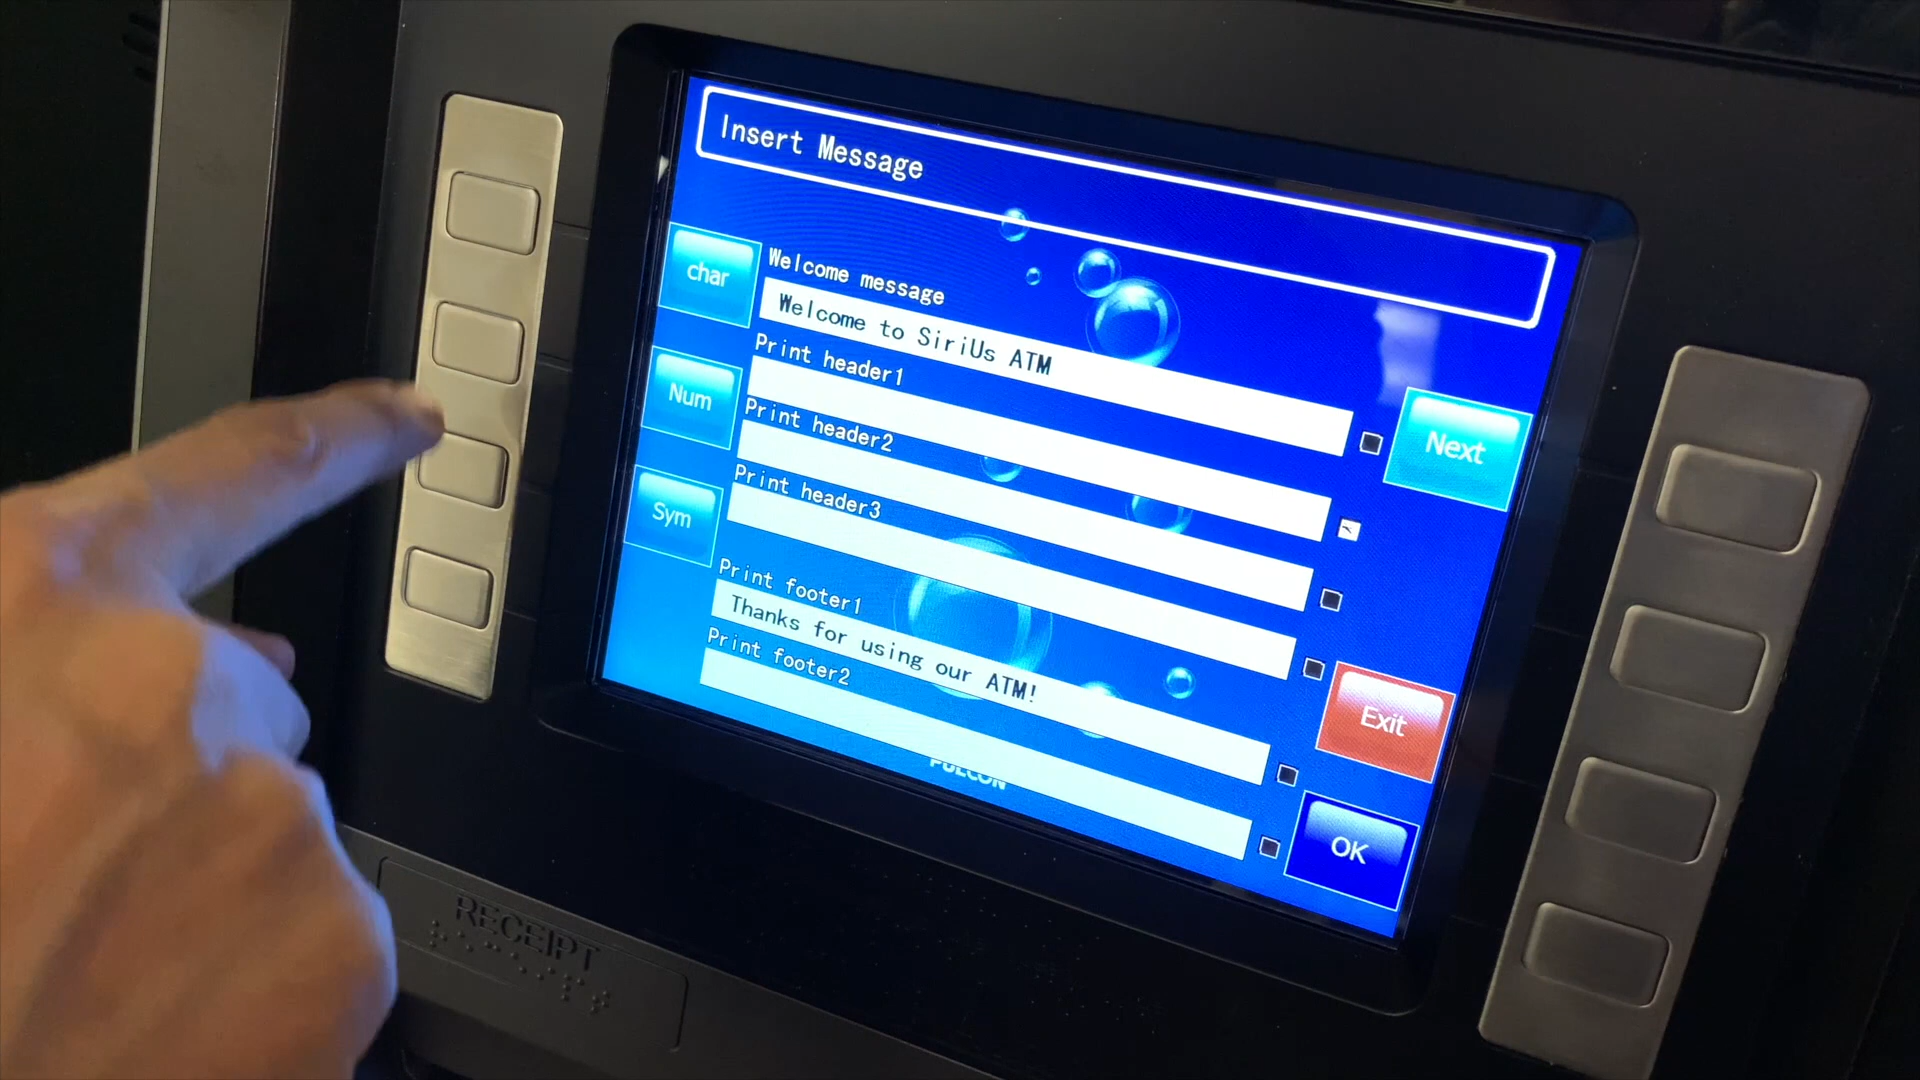 Insert Message
char
Welcome message
Welcome to SiriUs ATM
Print header1
Num
Print header2
Next
Print header3
Sym
Print footer1
Thanks for using our ATM!
Print footer2
Exit
PULCON
OK
RECEIPT